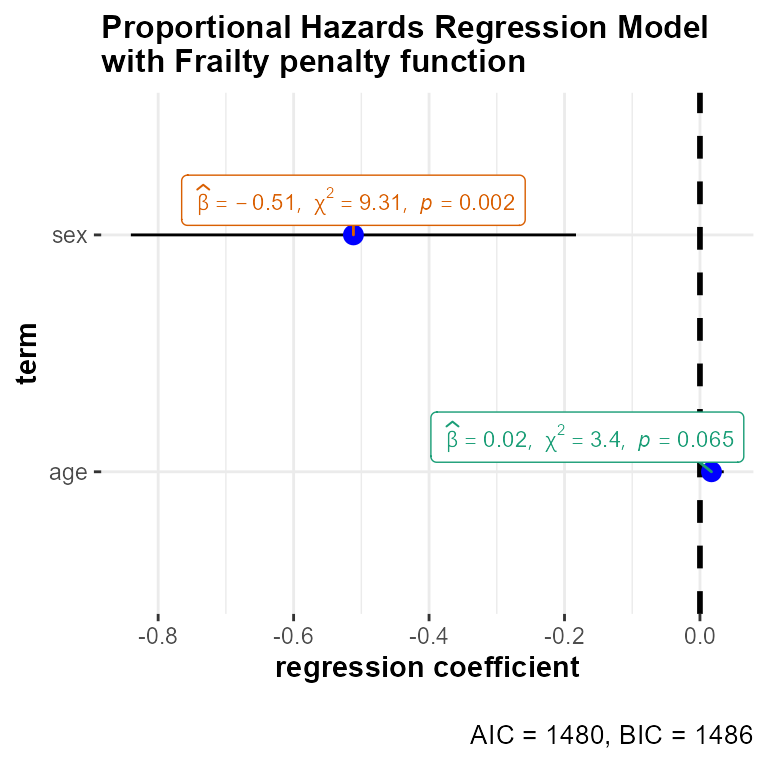 Proportional Hazards Regression Model
with Frailty penalty function
β̂ = −0.51, χ² = 9.31, p = 0.002
sex
term
β̂ = 0.02, χ² = 3.4, p = 0.065
age
-0.8 -0.6 -0.4 -0.2 0.0
regression coefficient
AIC = 1480, BIC = 1486